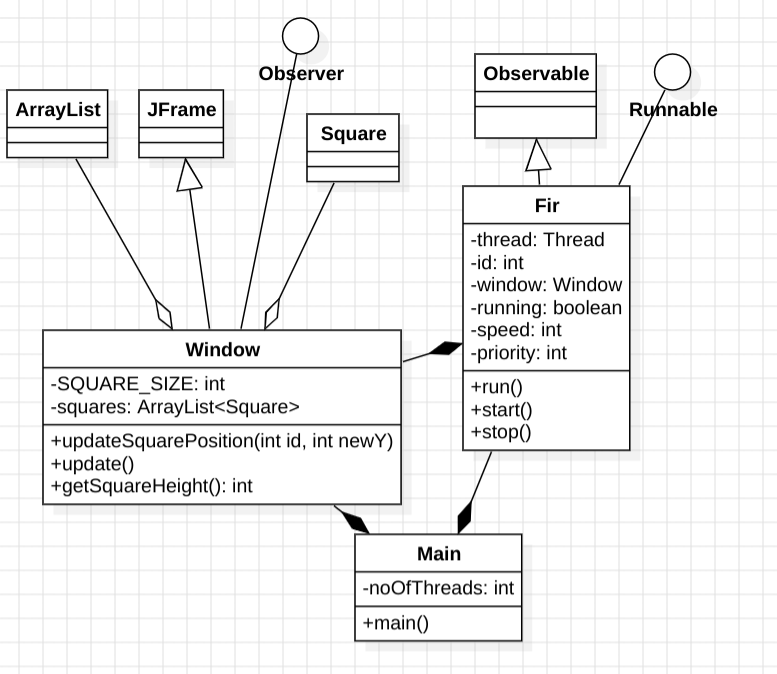 Observer
Observable
Runnable
ArrayList
JFrame
Square
Fir
-thread: Thread
-id: int
-window: Window
-running: boolean
-speed: int
-priority: int
+run()
+start()
+stop()
Window
-SQUARE_SIZE: int
-squares: ArrayList<Square>
+updateSquarePosition(int id, int newY)
+update()
+getSquareHeight(): int
Main
-noOfThreads: int
+main()